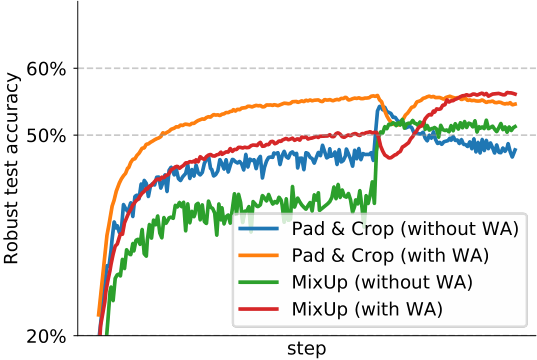 60%
50%
20%
Robust test accuracy
step
Pad & Crop (without WA)
Pad & Crop (with WA)
MixUp (without WA)
MixUp (with WA)